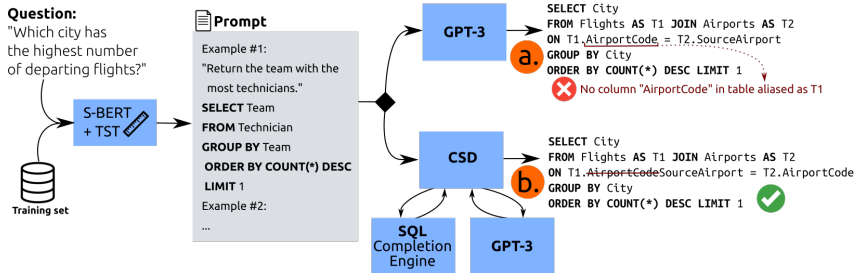 Question:
"Which city has
the highest number
of departing flights?"
S-BERT
+ TST
Training set
Prompt
Example #1:
"Return the team with the
most technicians."
SELECT Team
FROM Technician
GROUP BY Team
ORDER BY COUNT(*) DESC
LIMIT 1
Example #2:
...
GPT-3
a.
SELECT City
FROM Flights AS T1 JOIN Airports AS T2
ON T1.AirportCode = T2.SourceAirport
GROUP BY City
ORDER BY COUNT(*) DESC LIMIT 1
No column "AirportCode" in table aliased as T1
CSD
b.
SELECT City
FROM Flights AS T1 JOIN Airports AS T2
ON T1.AirportCodeSourceAirport = T2.AirportCode
GROUP BY City
ORDER BY COUNT(*) DESC LIMIT 1
SQL
Completion
Engine
GPT-3